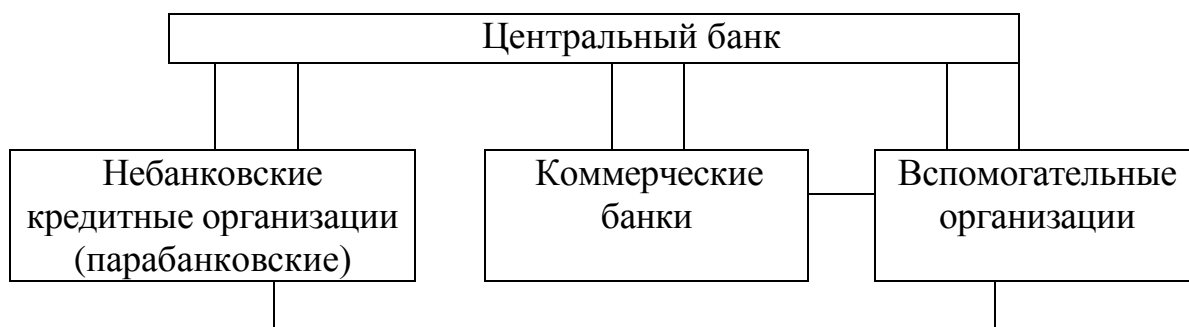 Центральный банк
Небанковские
кредитные организации
(парабанковские)
Коммерческие
банки
Вспомогательные
организации